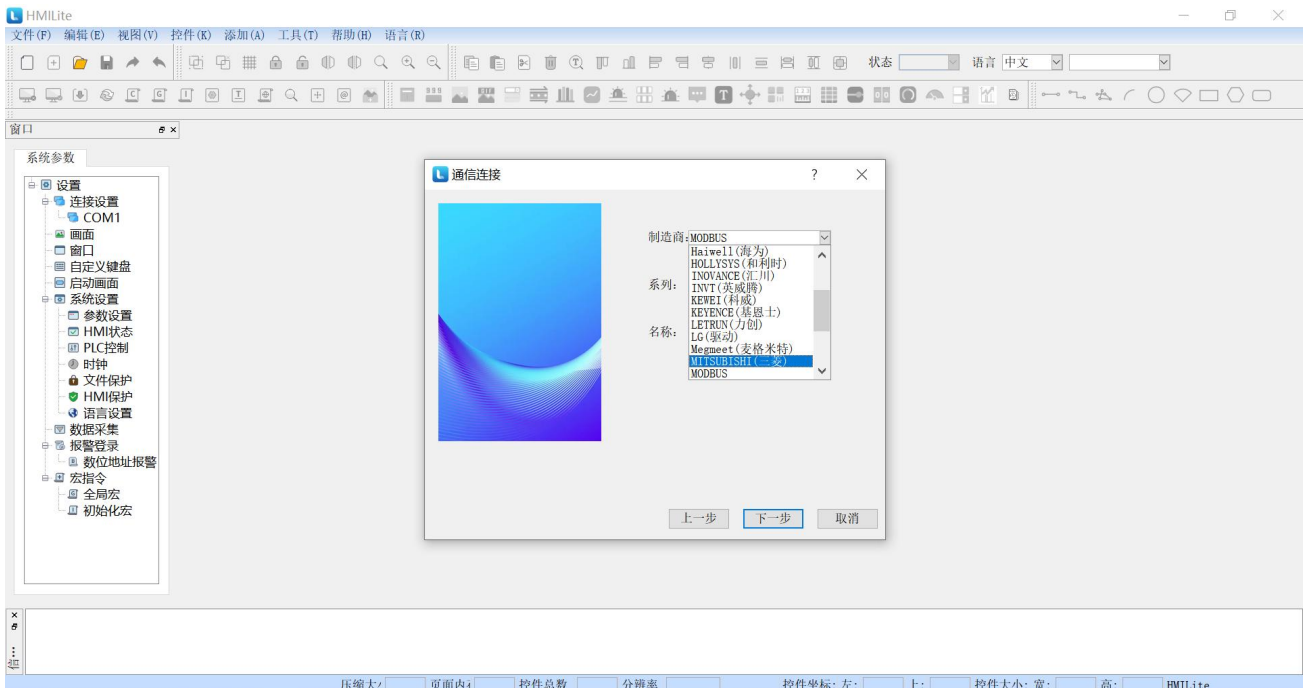 HMILite
文件(F) 编辑(E) 视图(V) 控件(K) 添加(A) 工具(T) 帮助(H) 语言(R)
状态 语言 中文
窗口
系统参数
设置
连接设置
COM1
画面
窗口
自定义键盘
启动画面
系统设置
参数设置
HMI状态
PLC控制
时钟
文件保护
HMI保护
语言设置
数据采集
报警登录
数位地址报警
宏指令
全局宏
初始化宏
通信连接
制造商: MODBUS
Haiwell(海为)
HOLLYSYS(和利时)
INOVANCE(汇川)
系列:
INVT(英威腾)
KEWEI(科威)
KEYENCE(基恩士)
名称:
LETRUN(力创)
LG(驱动)
Megmeet(麦格米特)
MITSUBISHI(三菱)
MODBUS
上一步 下一步 取消
信...
压缩大 页面内 控件总数 分辨率 控件坐标: 左: 上: 控件大小: 宽: 高: HMILite